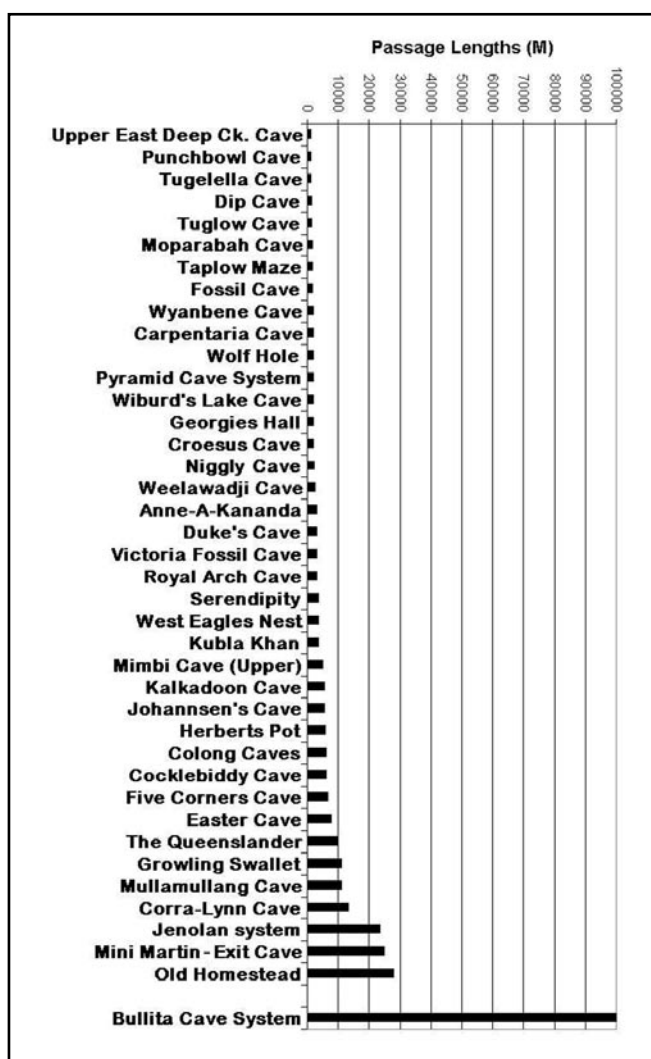 Passage Lengths (M)
0
10000
20000
30000
40000
50000
60000
70000
80000
90000
100000
Upper East Deep Ck. Cave
Punchbowl Cave
Tugelella Cave
Dip Cave
Tuglow Cave
Moparabah Cave
Taplow Maze
Fossil Cave
Wyanbene Cave
Carpentaria Cave
Wolf Hole
Pyramid Cave System
Wiburd's Lake Cave
Georgies Hall
Croesus Cave
Niggly Cave
Weelawadji Cave
Anne-A-Kananda
Duke's Cave
Victoria Fossil Cave
Royal Arch Cave
Serendipity
West Eagles Nest
Kubla Khan
Mimbi Cave (Upper)
Kalkadoon Cave
Johannsen's Cave
Herberts Pot
Colong Caves
Cocklebiddy Cave
Five Corners Cave
Easter Cave
The Queenslander
Growling Swallet
Mullamullang Cave
Corra-Lynn Cave
Jenolan system
Mini Martin-Exit Cave
Old Homestead
Bullita Cave System